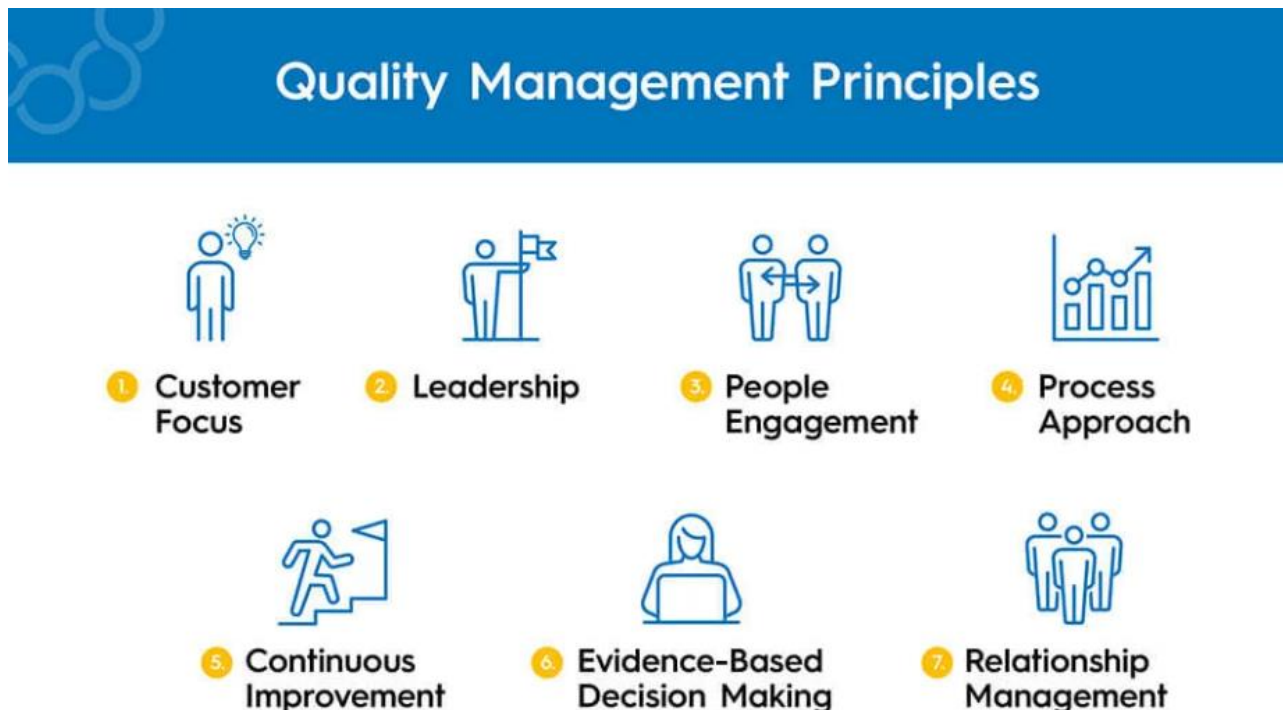 Quality Management Principles
1. Customer
Focus
2. Leadership
3. People
Engagement
4. Process
Approach
5. Continuous
Improvement
6. Evidence-Based
Decision Making
7. Relationship
Management